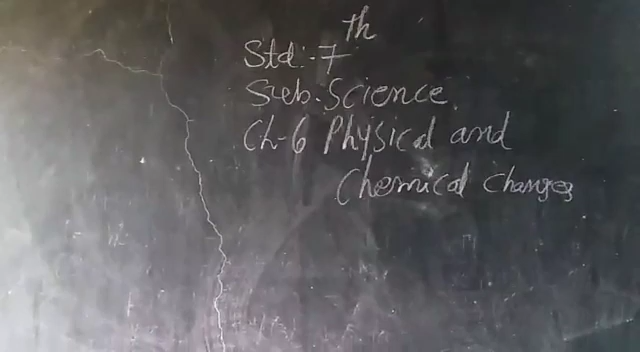 Std:-7th
Sub. Science
Ch-6 Physical and
Chemical changes